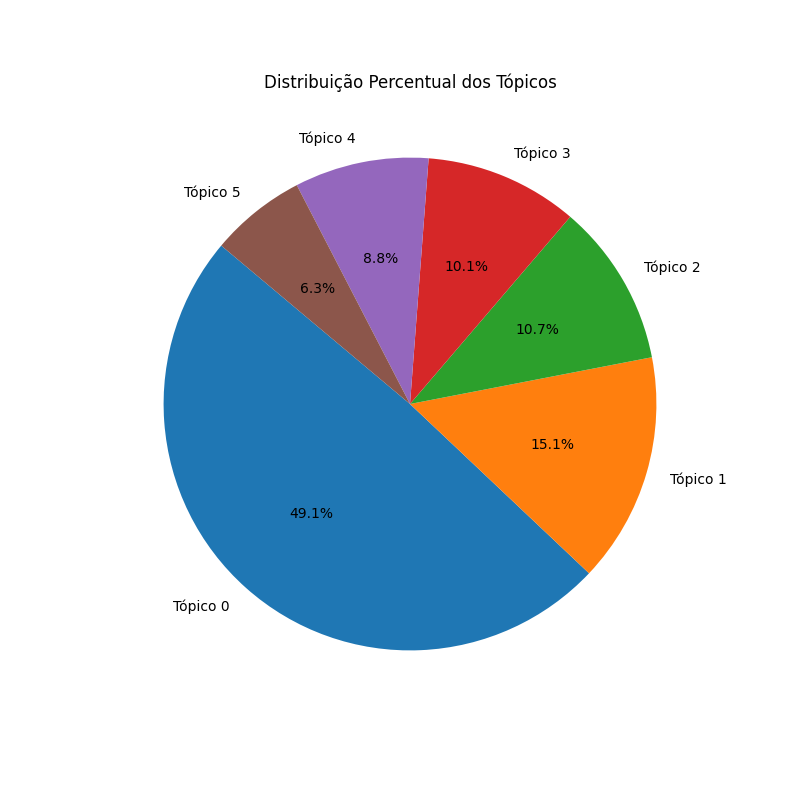 Distribuição Percentual dos Tópicos
Tópico 4
Tópico 3
Tópico 5
8.8%
10.1%
Tópico 2
6.3%
10.7%
15.1%
Tópico 1
49.1%
Tópico 0